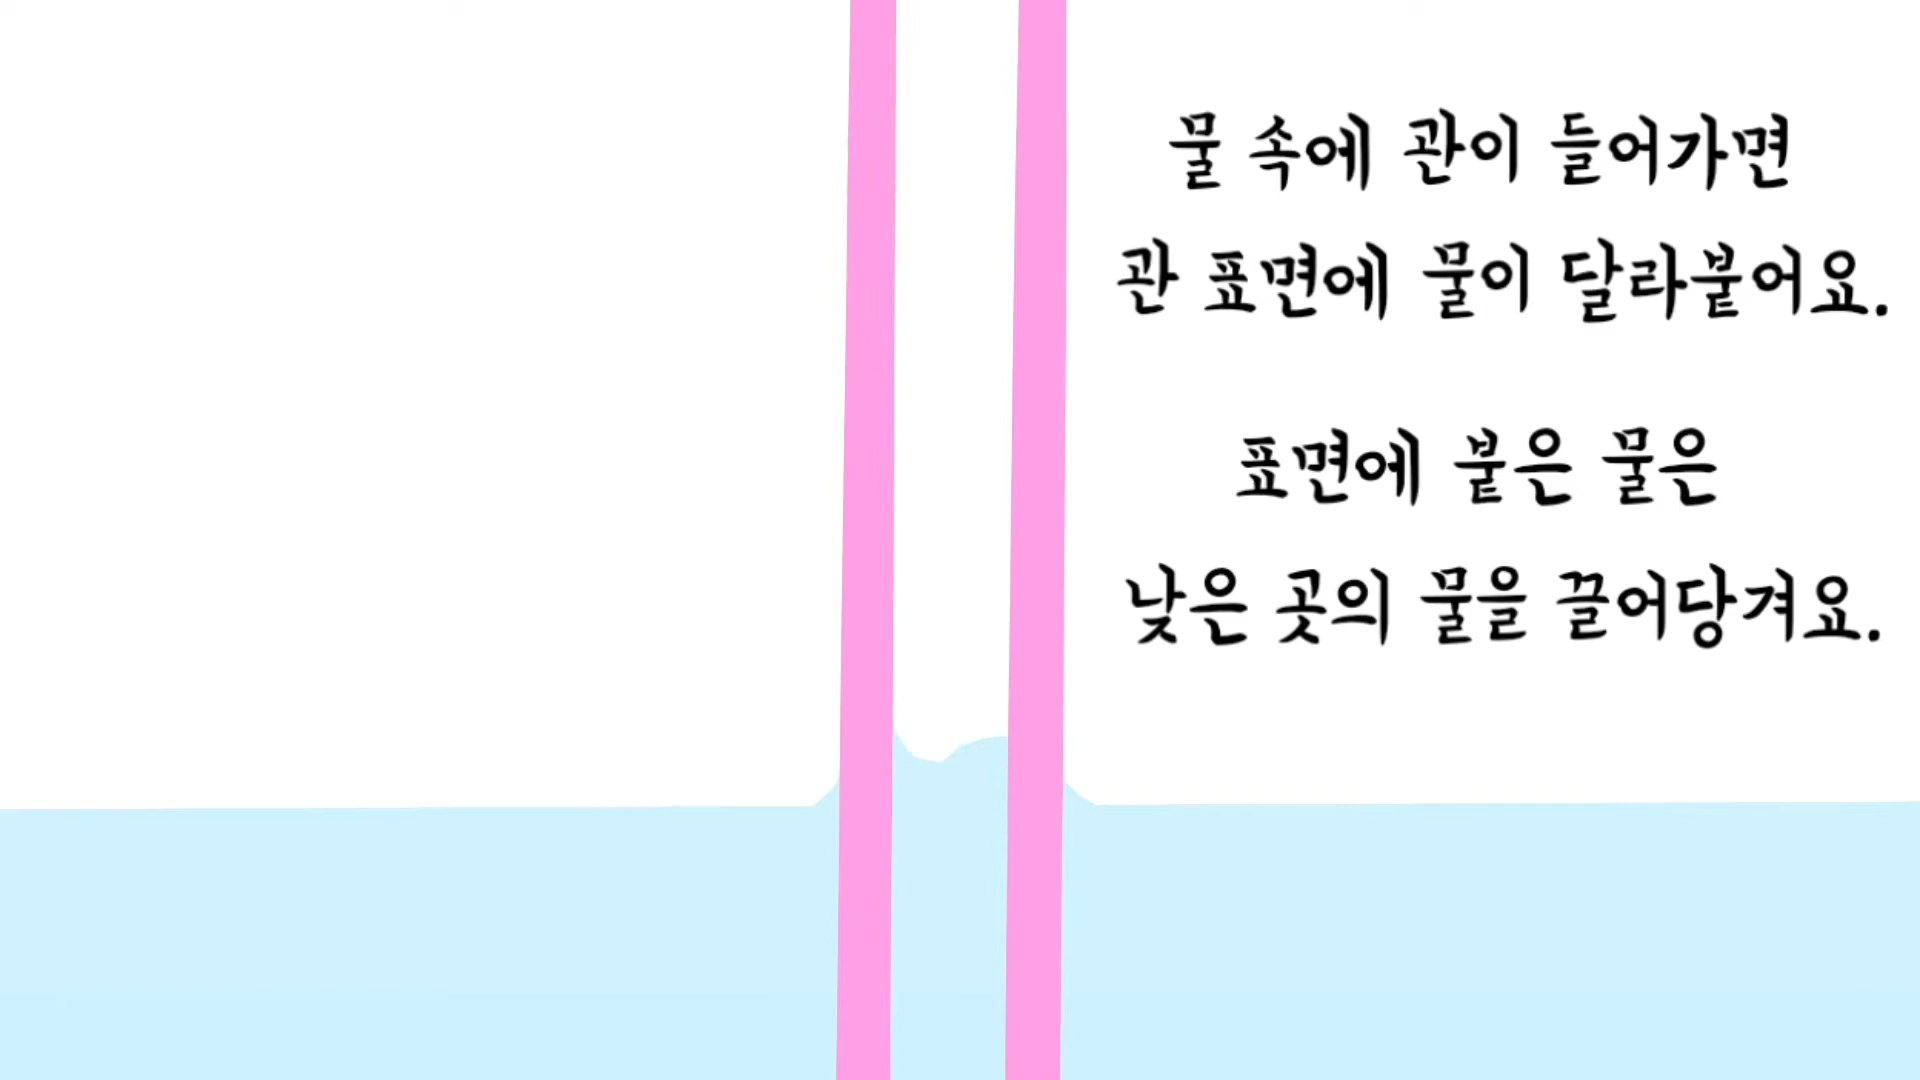 물 속에 관이 들어가면
관 표면에 물이 달라붙어요.
표면에 붙은 물은
낮은 곳의 물을 끌어당겨요.